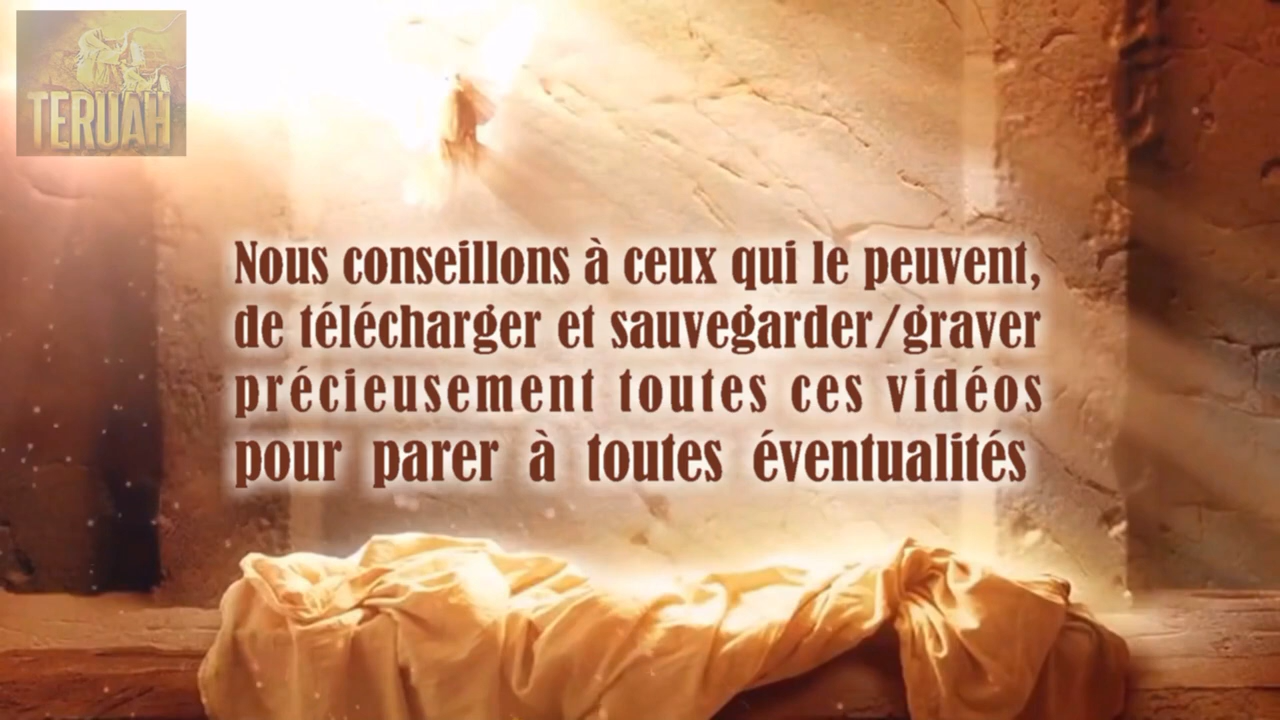 TERUAH
Nous conseillons à ceux qui le peuvent,
de télécharger et sauvegarder/graver
précieusement toutes ces vidéos
pour parer à toutes éventualités